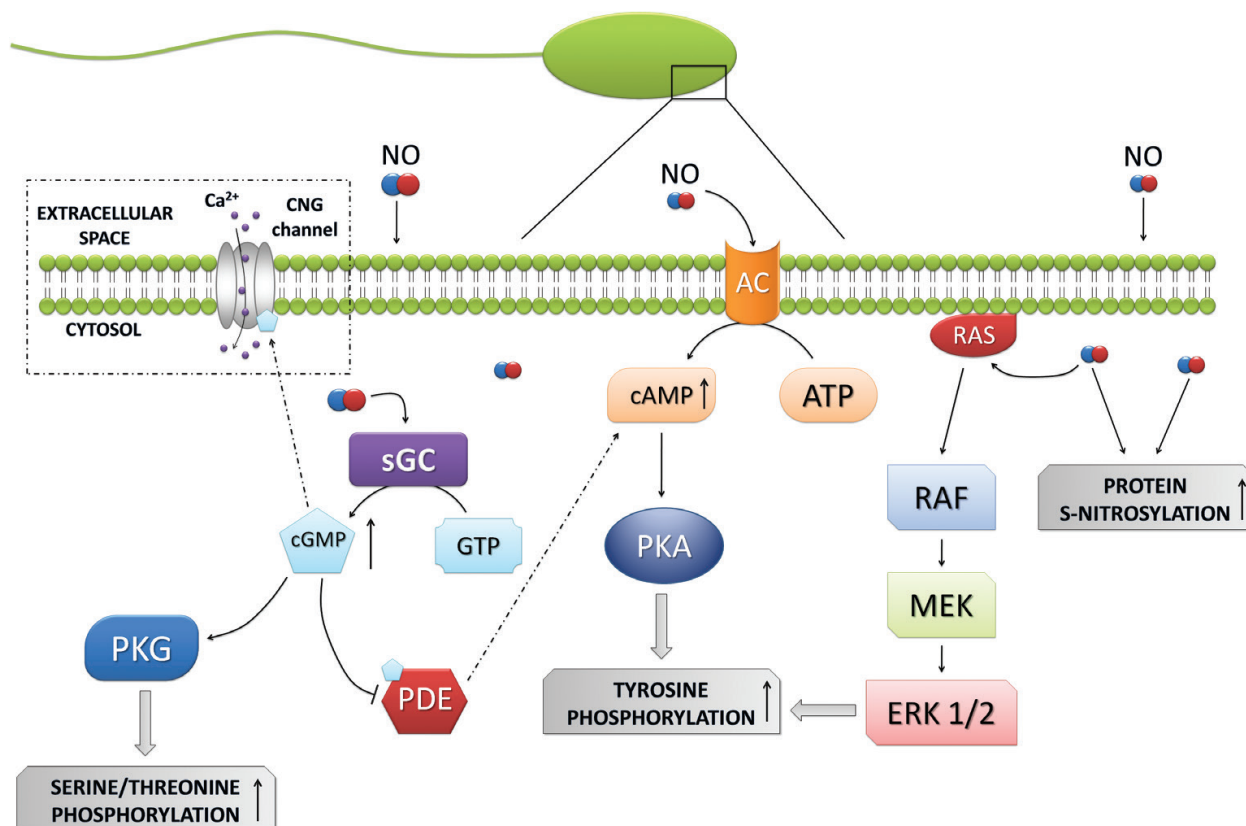 NO
NO
NO
Ca²⁺
CNG
channel
EXTRACELLULAR
SPACE
CYTOSOL
AC
RAS
cAMP
ATP
sGC
cGMP
GTP
RAF
PROTEIN
S-NITROSYLATION
PKA
MEK
PKG
PDE
TYROSINE
PHOSPHORYLATION
ERK 1/2
SERINE/THREONINE
PHOSPHORYLATION